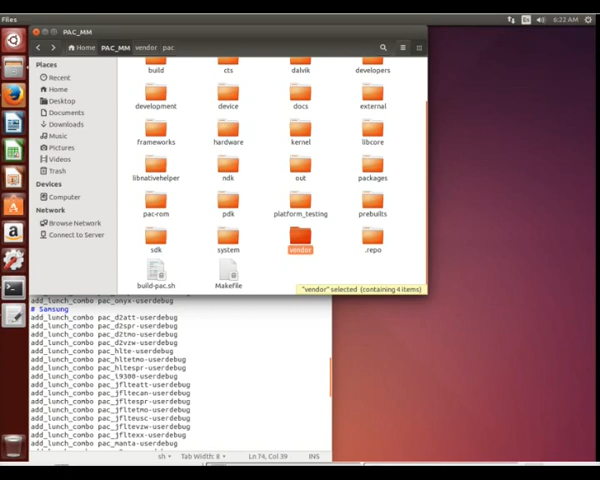 Files
En
6:22 AM
PAC_MM
Home PAC_MM vendor pac
Places
Recent
Home
Desktop
Documents
Downloads
Music
Pictures
Videos
Trash
Devices
Computer
Network
Browse Network
Connect to Server
build cts dalvik developers
development device docs external
frameworks hardware kernel libcore
libnativehelper ndk out packages
pac-rom pdk platform_testing prebuilts
sdk system vendor .repo
build-pac.sh Makefile
"vendor" selected (containing 4 items)
add_lunch_combo pac_onyx-userdebug
# Samsung
add_lunch_combo pac_d2att-userdebug
add_lunch_combo pac_d2spr-userdebug
add_lunch_combo pac_d2tmo-userdebug
add_lunch_combo pac_d2vzw-userdebug
add_lunch_combo pac_hlte-userdebug
add_lunch_combo pac_hltetmo-userdebug
add_lunch_combo pac_hltespr-userdebug
add_lunch_combo pac_i9300-userdebug
add_lunch_combo pac_jflteatt-userdebug
add_lunch_combo pac_jfltecan-userdebug
add_lunch_combo pac_jfltespr-userdebug
add_lunch_combo pac_jfltetmo-userdebug
add_lunch_combo pac_jflteusc-userdebug
add_lunch_combo pac_jfltevzw-userdebug
add_lunch_combo pac_jfltexx-userdebug
add_lunch_combo pac_manta-userdebug
sh Tab Width: 8 Ln 74, Col 39 INS